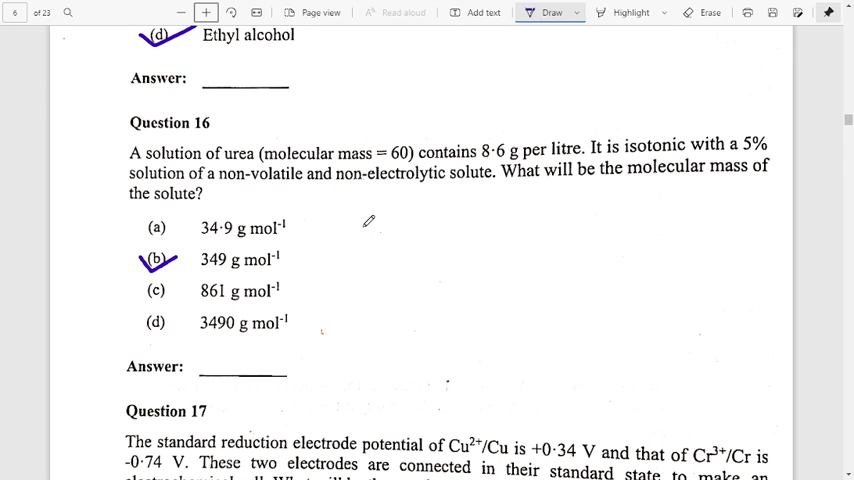 6 of 23 Page view Read aloud Add text Draw Highlight Erase
(d) Ethyl alcohol
Answer:
Question 16
A solution of urea (molecular mass = 60) contains 8·6 g per litre. It is isotonic with a 5%
solution of a non-volatile and non-electrolytic solute. What will be the molecular mass of
the solute?
(a) 34·9 g mol⁻¹
(b) 349 g mol⁻¹
(c) 861 g mol⁻¹
(d) 3490 g mol⁻¹
Answer:
Question 17
The standard reduction electrode potential of Cu²⁺/Cu is +0·34 V and that of Cr³⁺/Cr is
-0·74 V. These two electrodes are connected in their standard state to make an